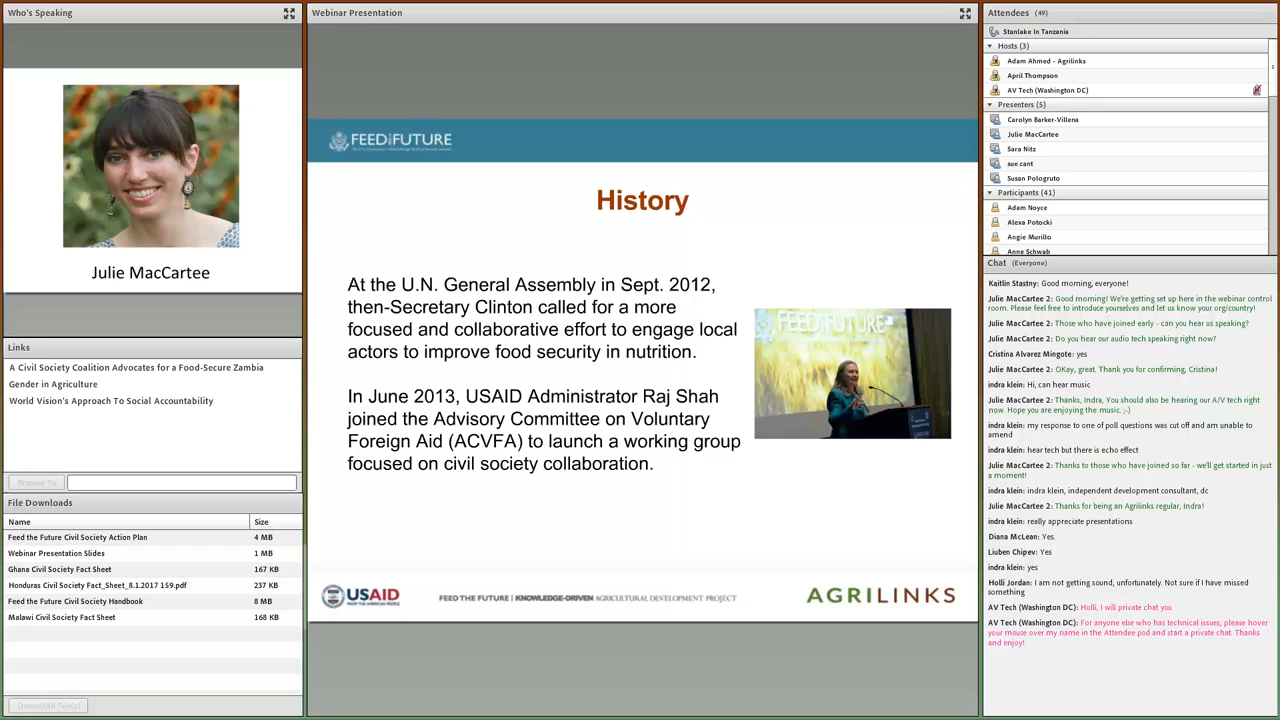 Who's Speaking
Julie MacCartee
Links
A Civil Society Coalition Advocates for a Food-Secure Zambia
Gender in Agriculture
World Vision's Approach To Social Accountability
Browse To
File Downloads
Name Size
Feed the Future Civil Society Action Plan 4 MB
Webinar Presentation Slides 1 MB
Ghana Civil Society Fact Sheet 167 KB
Honduras Civil Society Fact_Sheet_8.1.2017 159.pdf 237 KB
Feed the Future Civil Society Handbook 8 MB
Malawi Civil Society Fact Sheet 168 KB
Download File(s)
Webinar Presentation
FEED THE FUTURE
History
At the U.N. General Assembly in Sept. 2012,
then-Secretary Clinton called for a more
focused and collaborative effort to engage local
actors to improve food security in nutrition.
In June 2013, USAID Administrator Raj Shah
joined the Advisory Committee on Voluntary
Foreign Aid (ACVFA) to launch a working group
focused on civil society collaboration.
FEED THE FUTURE
USAID
FROM THE AMERICAN PEOPLE
FEED THE FUTURE | KNOWLEDGE-DRIVEN AGRICULTURAL DEVELOPMENT PROJECT
AGRILINKS
Attendees (49)
Stanlake In Tanzania
Hosts (3)
Adam Ahmed - Agrilinks
April Thompson
AV Tech (Washington DC)
Presenters (5)
Carolyn Barker-Villena
Julie MacCartee
Sara Nitz
sue cant
Susan Pologruto
Participants (41)
Adam Noyce
Alexa Potocki
Angie Murillo
Anne Schwab
Chat (Everyone)
Kaitlin Stastny: Good morning, everyone!
Julie MacCartee 2: Good morning! We're getting set up here in the webinar control
room. Please feel free to introduce yourselves and let us know your org/country!
Julie MacCartee 2: Those who have joined early - can you hear us speaking?
Julie MacCartee 2: Do you hear our audio tech speaking right now?
Cristina Alvarez Mingote: yes
Julie MacCartee 2: OKay, great. Thank you for confirming, Cristina!
indra klein: Hi, can hear music
Julie MacCartee 2: Thanks, Indra, You should also be hearing our A/V tech right
now. Hope you are enjoying the music. ;-)
indra klein: my response to one of poll questions was cut off and am unable to
amend
indra klein: hear tech but there is echo effect
Julie MacCartee 2: Thanks to those who have joined so far - we'll get started in just
a moment!
indra klein: indra klein, independent development consultant, dc
Julie MacCartee 2: Thanks for being an Agrilinks regular, Indra!
indra klein: really appreciate presentations
Diana McLean: Yes.
Liuben Chipev: Yes
indra klein: yes
Holli Jordan: I am not getting sound, unfortunately. Not sure if I have missed
something
AV Tech (Washington DC): Holli, I will private chat you
AV Tech (Washington DC): For anyone else who has technical issues, please hover
your mouse over my name in the Attendee pod and start a private chat. Thanks
and enjoy!